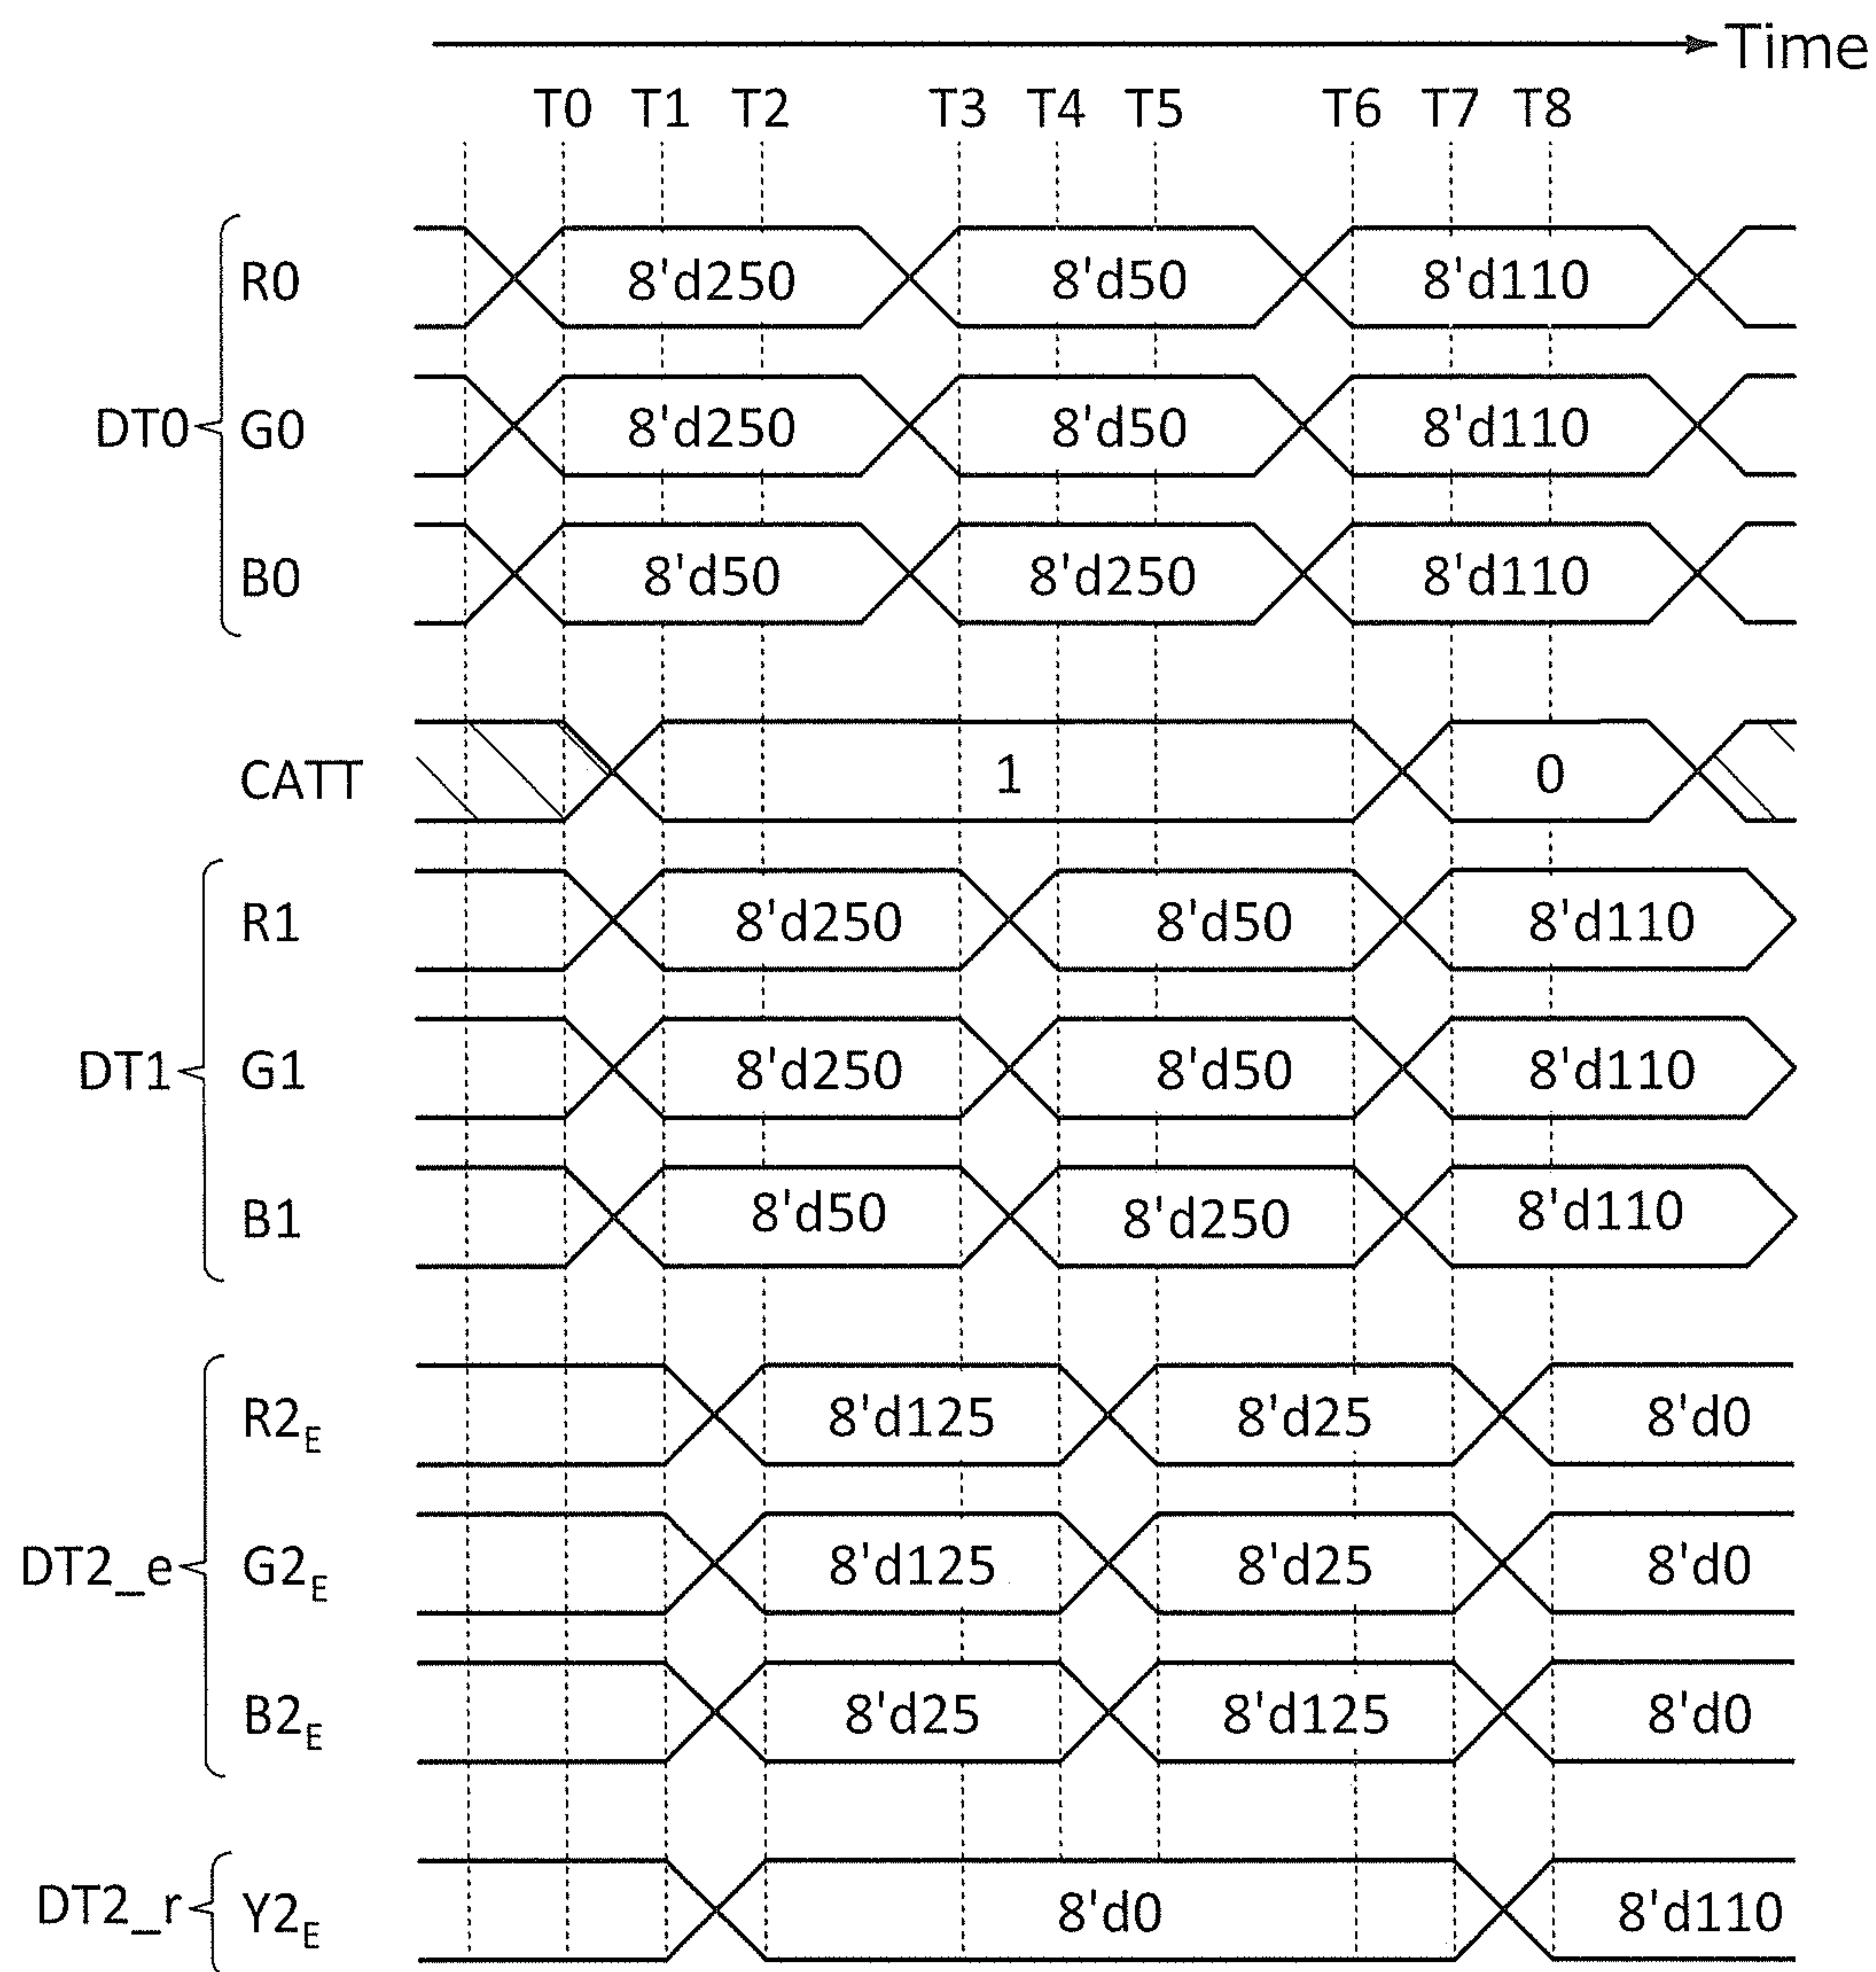 Time
T0 T1 T2 T3 T4 T5 T6 T7 T8
R0 8'd250 8'd50 8'd110
DT0 G0 8'd250 8'd50 8'd110
B0 8'd50 8'd250 8'd110
CATT 1 0
R1 8'd250 8'd50 8'd110
DT1 G1 8'd250 8'd50 8'd110
B1 8'd50 8'd250 8'd110
R2E 8'd125 8'd25 8'd0
DT2_e G2E 8'd125 8'd25 8'd0
B2E 8'd25 8'd125 8'd0
DT2_r Y2E 8'd0 8'd110